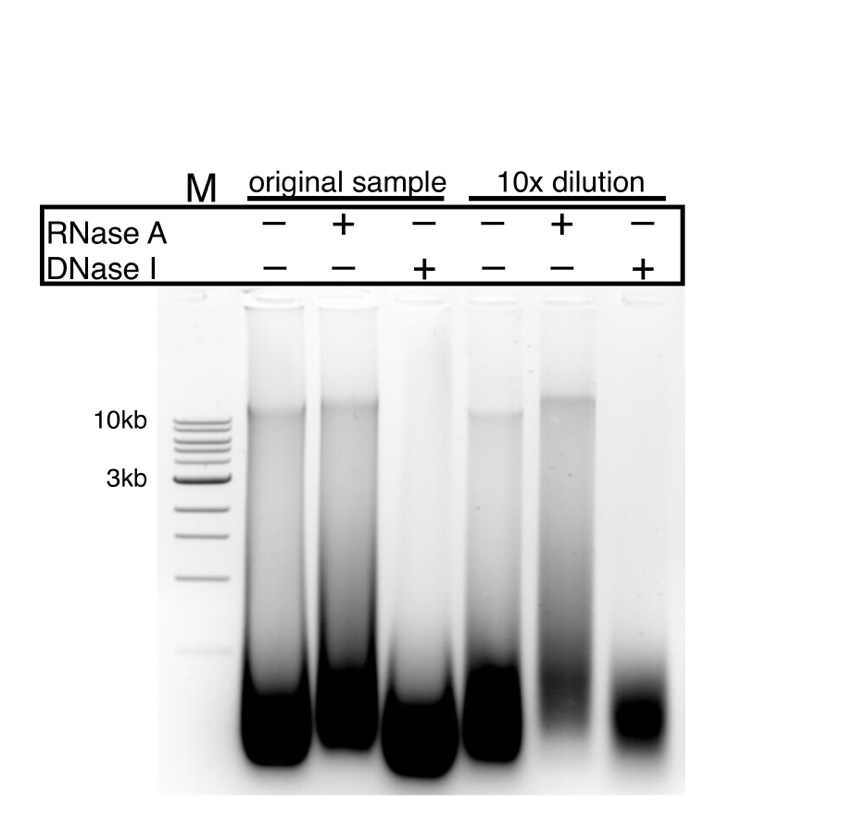 M original sample 10x dilution
RNase A − + − − + −
DNase I − − + − − +
10kb
3kb